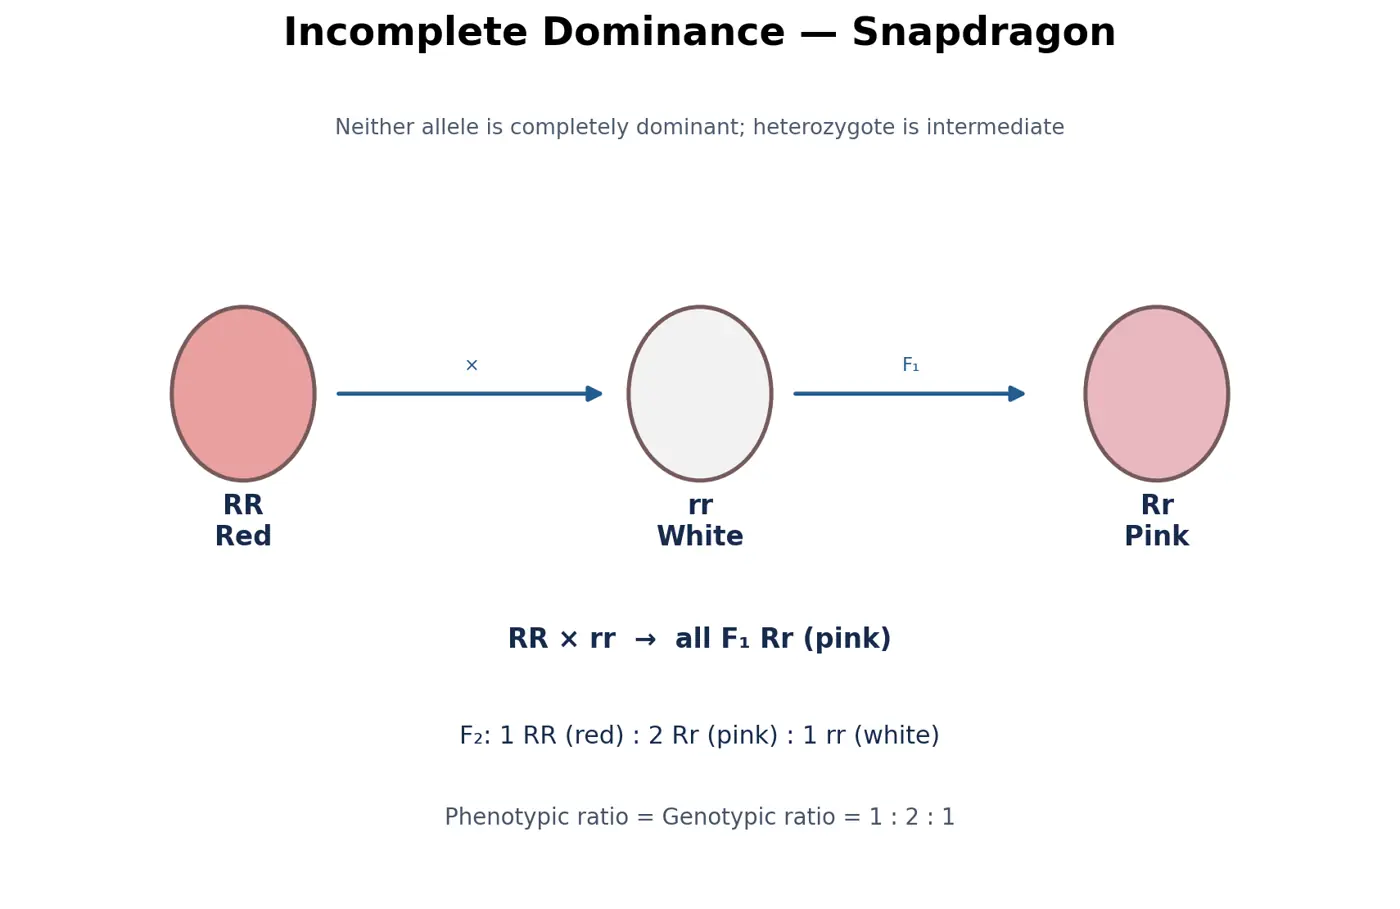 Incomplete Dominance — Snapdragon
Neither allele is completely dominant; heterozygote is intermediate
×
F₁
RR
Red
rr
White
Rr
Pink
RR × rr → all F₁ Rr (pink)
F₂: 1 RR (red) : 2 Rr (pink) : 1 rr (white)
Phenotypic ratio = Genotypic ratio = 1 : 2 : 1